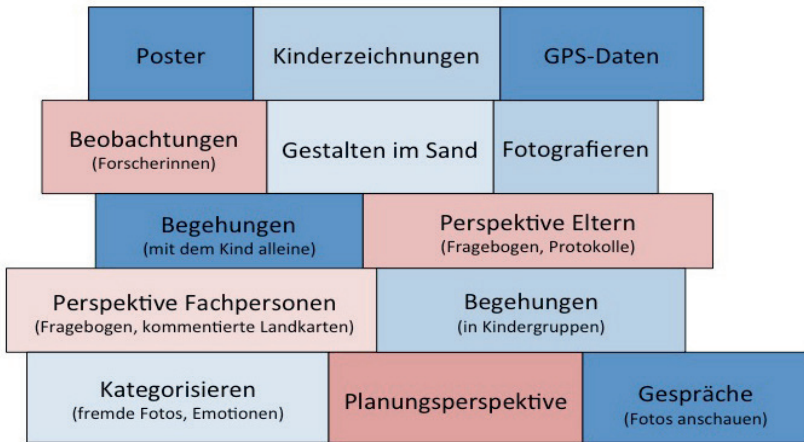 Poster
Kinderzeichnungen
GPS-Daten
Beobachtungen
(Forscherinnen)
Gestalten im Sand
Fotografieren
Begehungen
(mit dem Kind alleine)
Perspektive Eltern
(Fragebogen, Protokolle)
Perspektive Fachpersonen
(Fragebogen, kommentierte Landkarten)
Begehungen
(in Kindergruppen)
Kategorisieren
(fremde Fotos, Emotionen)
Planungsperspektive
Gespräche
(Fotos anschauen)